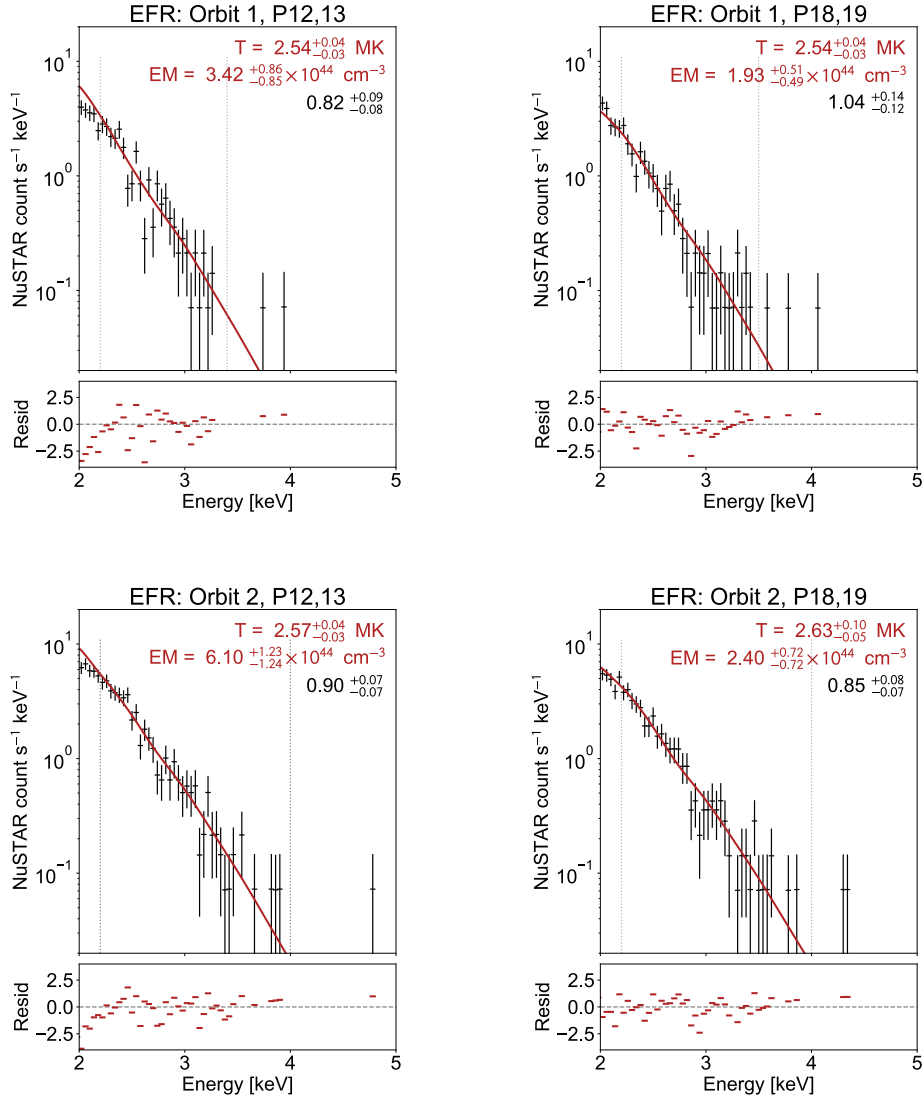 EFR: Orbit 1, P12,13
T = 2.54 +0.04 −0.03 MK
EM = 3.42 +0.86 −0.85 ×10^44 cm^−3
0.82 +0.09 −0.08
NuSTAR count s^−1 keV^−1
10^1
10^0
10^−1
Resid
2.5
0.0
−2.5
2 3 4 5
Energy [keV]
EFR: Orbit 1, P18,19
T = 2.54 +0.04 −0.03 MK
EM = 1.93 +0.51 −0.49 ×10^44 cm^−3
1.04 +0.14 −0.12
NuSTAR count s^−1 keV^−1
10^1
10^0
10^−1
Resid
2.5
0.0
−2.5
2 3 4 5
Energy [keV]
EFR: Orbit 2, P12,13
T = 2.57 +0.04 −0.03 MK
EM = 6.10 +1.23 −1.24 ×10^44 cm^−3
0.90 +0.07 −0.07
NuSTAR count s^−1 keV^−1
10^1
10^0
10^−1
Resid
2.5
0.0
−2.5
2 3 4 5
Energy [keV]
EFR: Orbit 2, P18,19
T = 2.63 +0.10 −0.05 MK
EM = 2.40 +0.72 −0.72 ×10^44 cm^−3
0.85 +0.08 −0.07
NuSTAR count s^−1 keV^−1
10^1
10^0
10^−1
Resid
2.5
0.0
−2.5
2 3 4 5
Energy [keV]